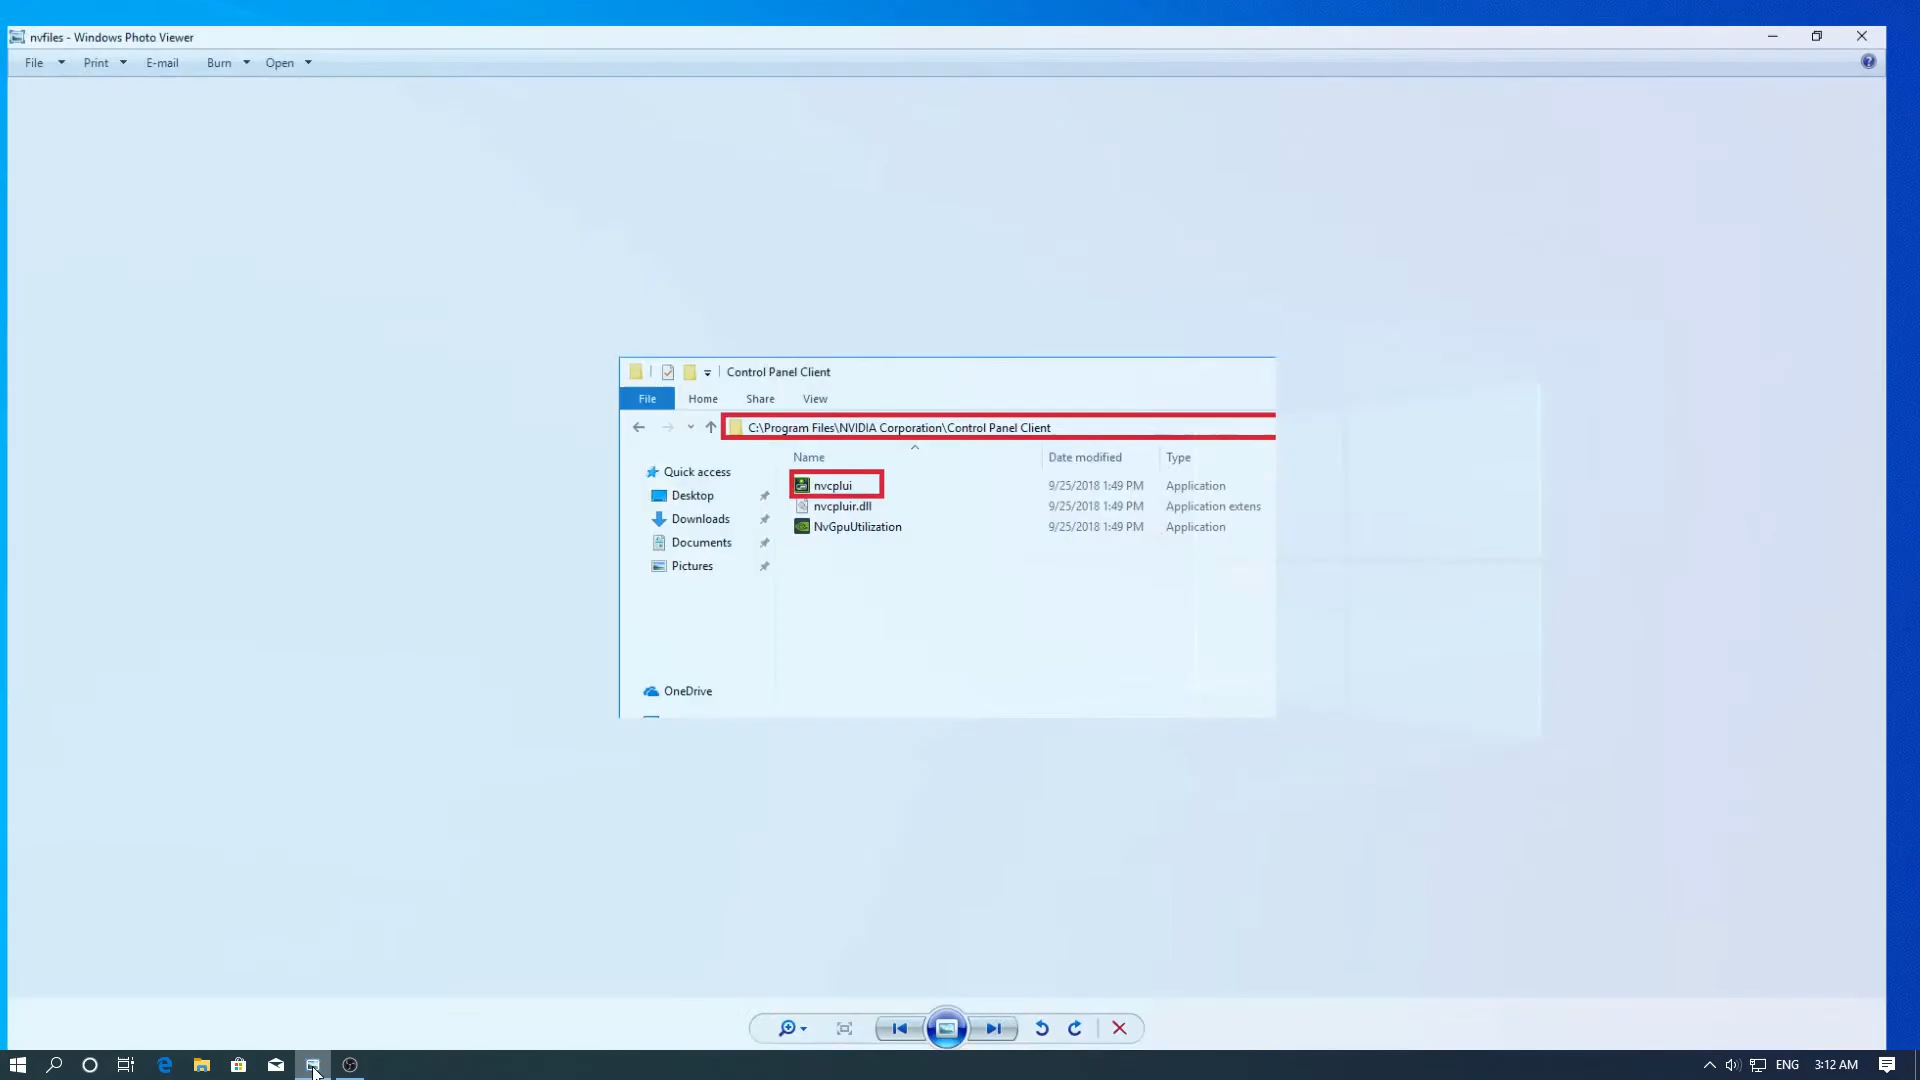 nvfiles - Windows Photo Viewer
File Print E-mail Burn Open
Control Panel Client
File Home Share View
C:\Program Files\NVIDIA Corporation\Control Panel Client
Name Date modified Type
Quick access
nvcplui 9/25/2018 1:49 PM Application
Desktop
nvcpluir.dll 9/25/2018 1:49 PM Application extens
Downloads
NvGpuUtilization 9/25/2018 1:49 PM Application
Documents
Pictures
OneDrive
ENG 3:12 AM